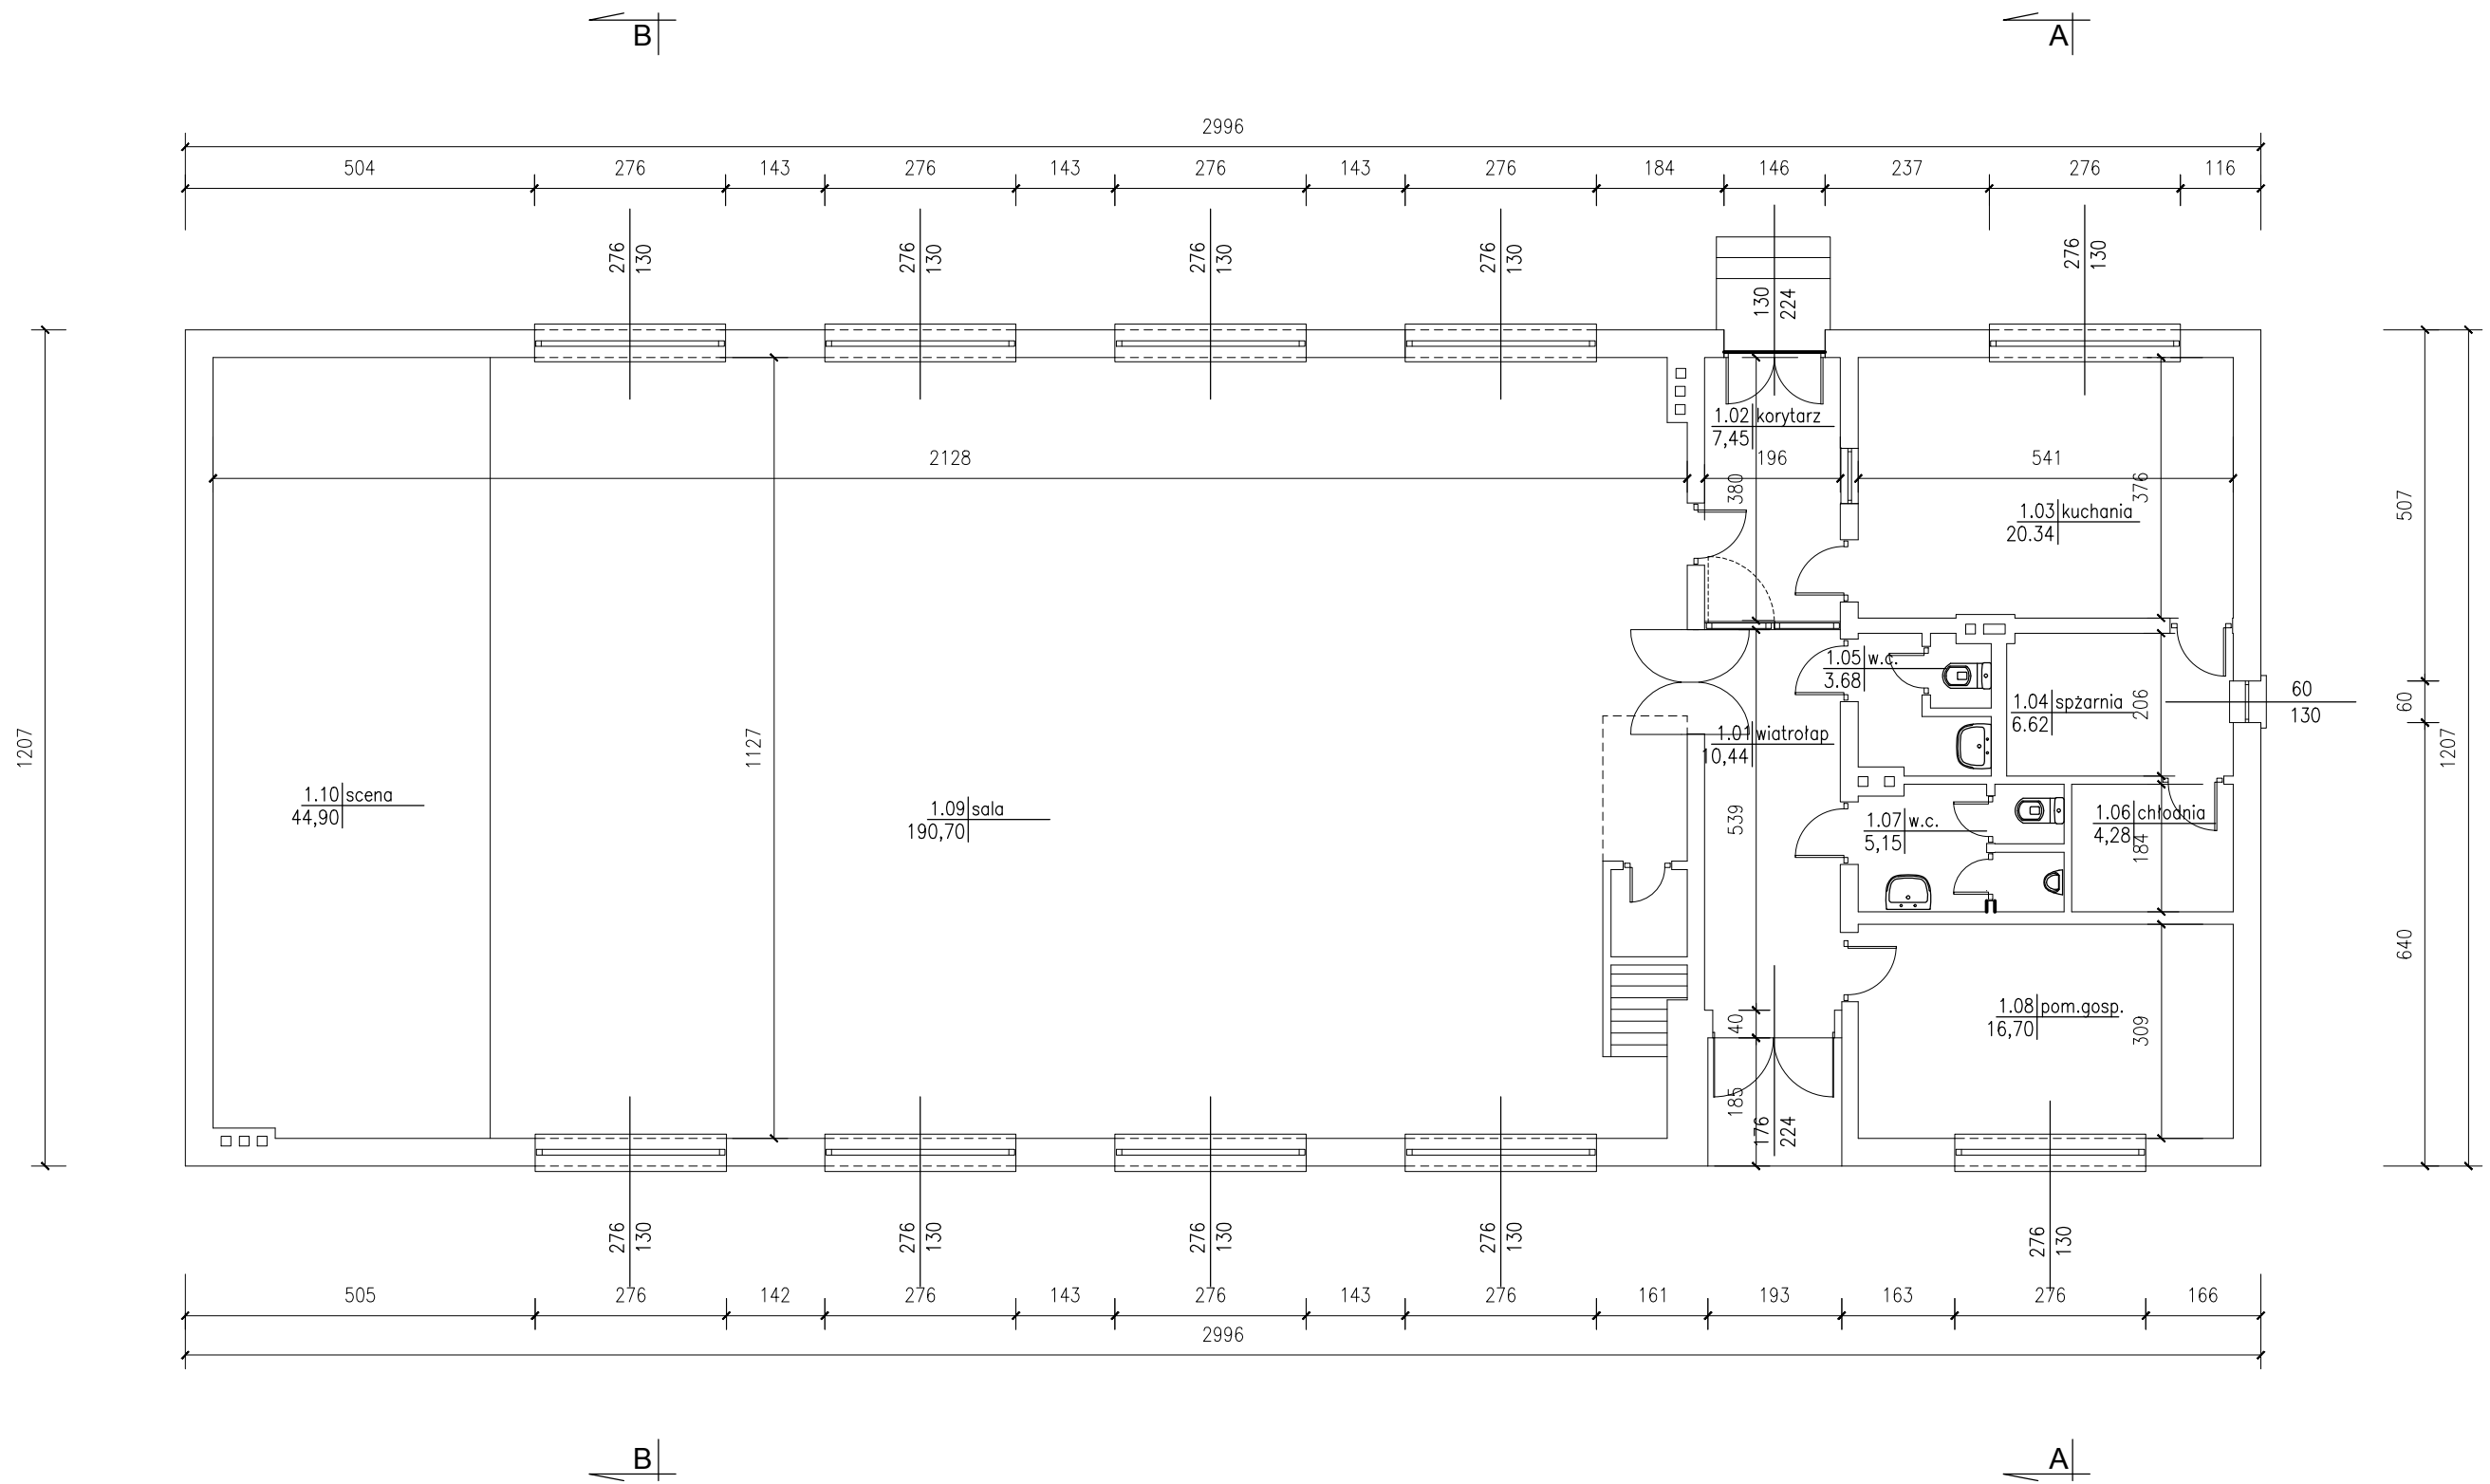 B A
2996
504 276 143 276 143 276 143 276 184 146 237 276 116
276 130
276 130
276 130
276 130
130 224
276 130
1.02 korytarz
7,45
2128 196 541
380
376
507
1.03 kuchania
20.34
1.05 w.c.
3.68
1.04 spżarnia
6.62
206
60
130
60
1207
1207
1127
1.01 wiatrołap
10,44
1.10 scena
44,90
1.09 sala
190,70
539
1.07 w.c.
5,15
1.06 chłodnia
4,28
184
640
1.08 pom.gosp.
16,70
40
309
185
176 224
276 130
276 130
276 130
276 130
276 130
505 276 142 276 143 276 143 276 161 193 163 276 166
2996
B A